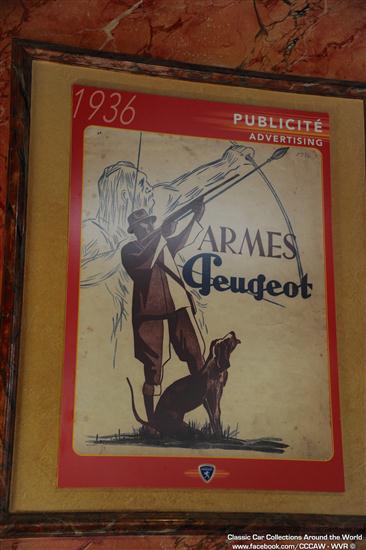 1936
PUBLICITÉ
ADVERTISING
ARMES
Peugeot
Classic Car Collections Around the World
www.facebook.com/CCCAW - WVR ©